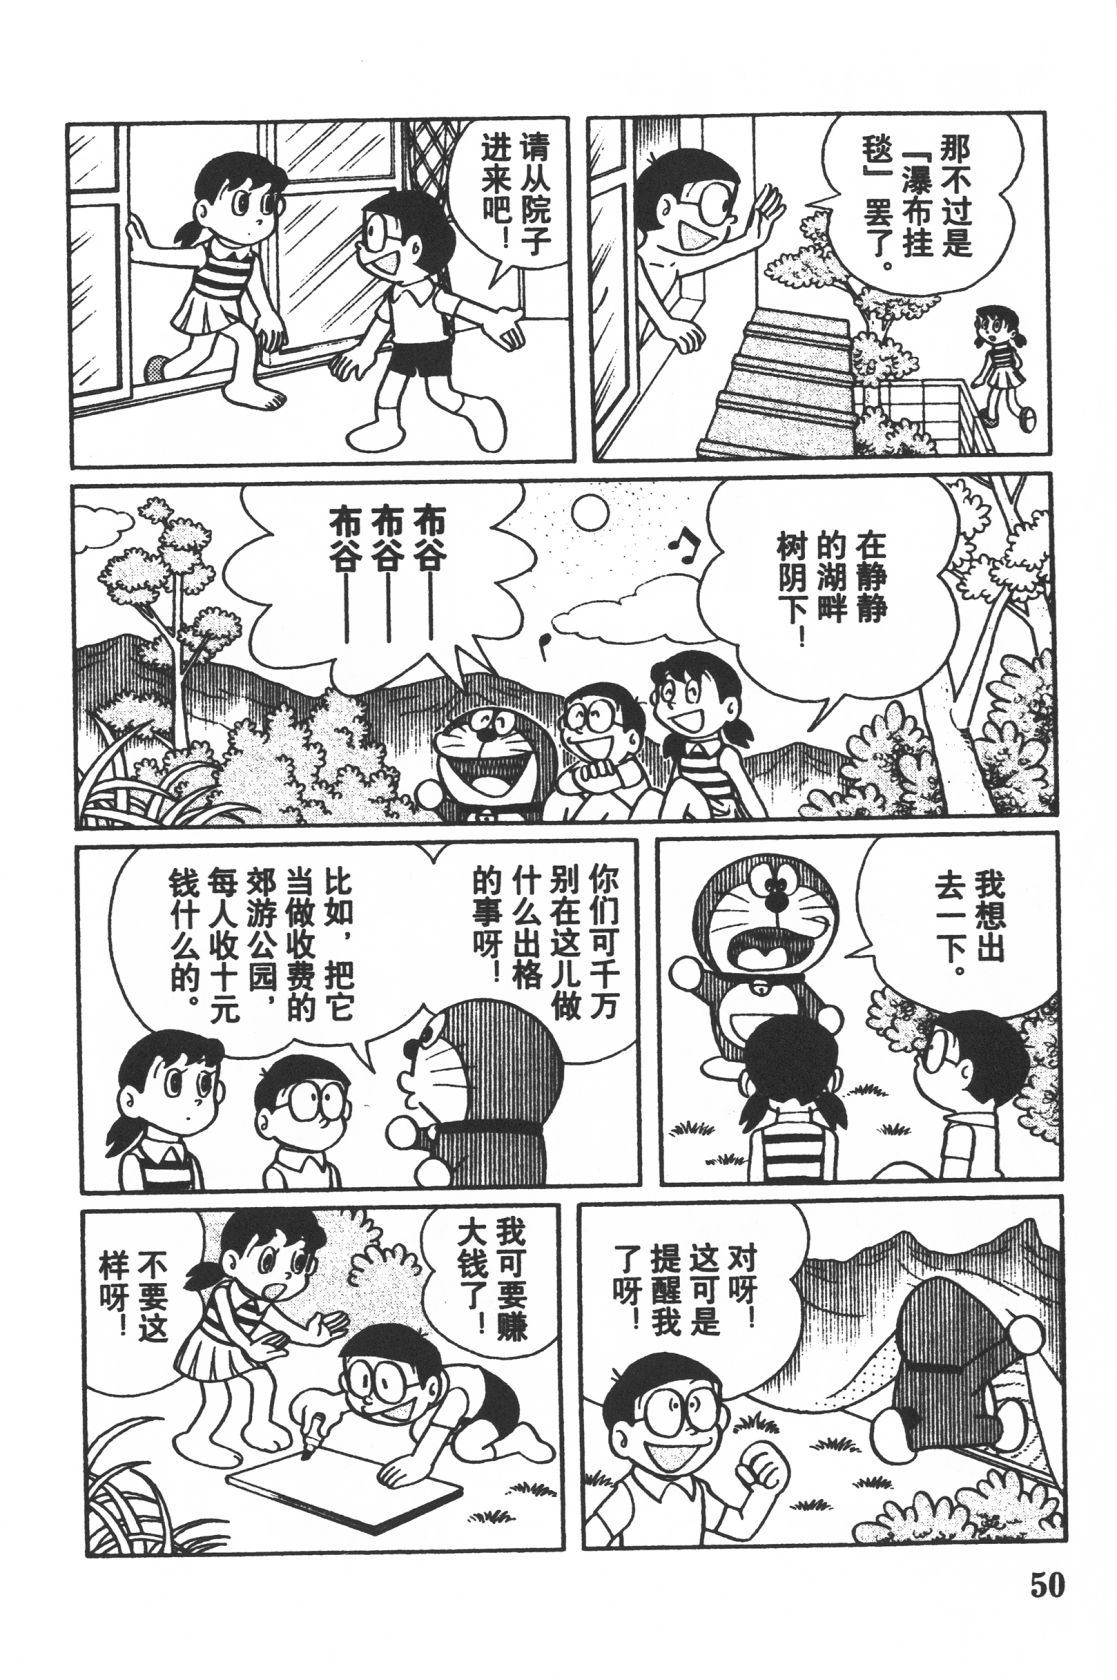 那不过是
『瀑布挂
毯』罢了。
请从院子
进来吧！
在静静
的湖畔
树阴下！
布谷——
布谷——
布谷——
我想出
去一下。
你们可千万
别在这儿做
什么出格
的事呀！
比如，把它
当做收费的
郊游公园，
每人收十元
钱什么的。
对呀！
这可是
提醒我
了呀！
我可要赚
大钱了！
不要这
样呀！
50